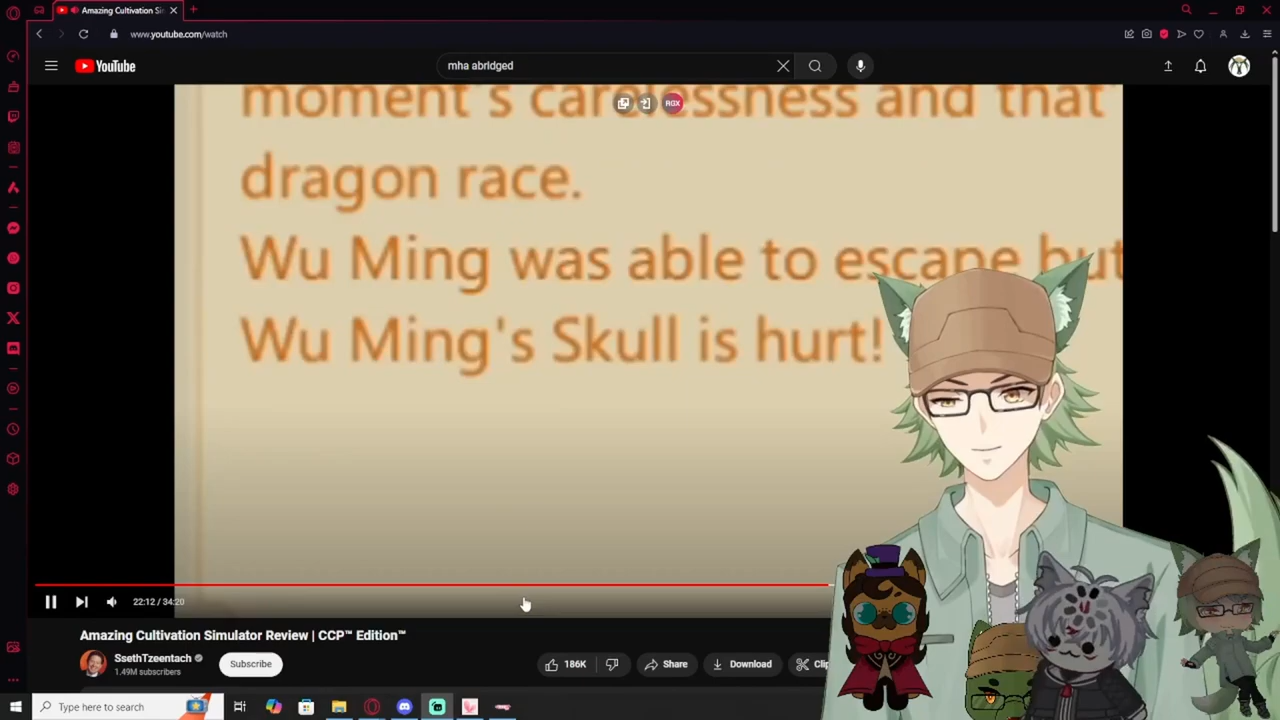 Amazing Cultivation Sim
www.youtube.com/watch
YouTube
mha abridged
RGX
moment's carelessness and that
dragon race.
Wu Ming was able to escape but
Wu Ming's Skull is hurt!
22:12 / 34:20
Amazing Cultivation Simulator Review | CCP™ Edition™
SsethTzeentach
1.49M subscribers
Subscribe
186K
Share
Download
Clip
Type here to search